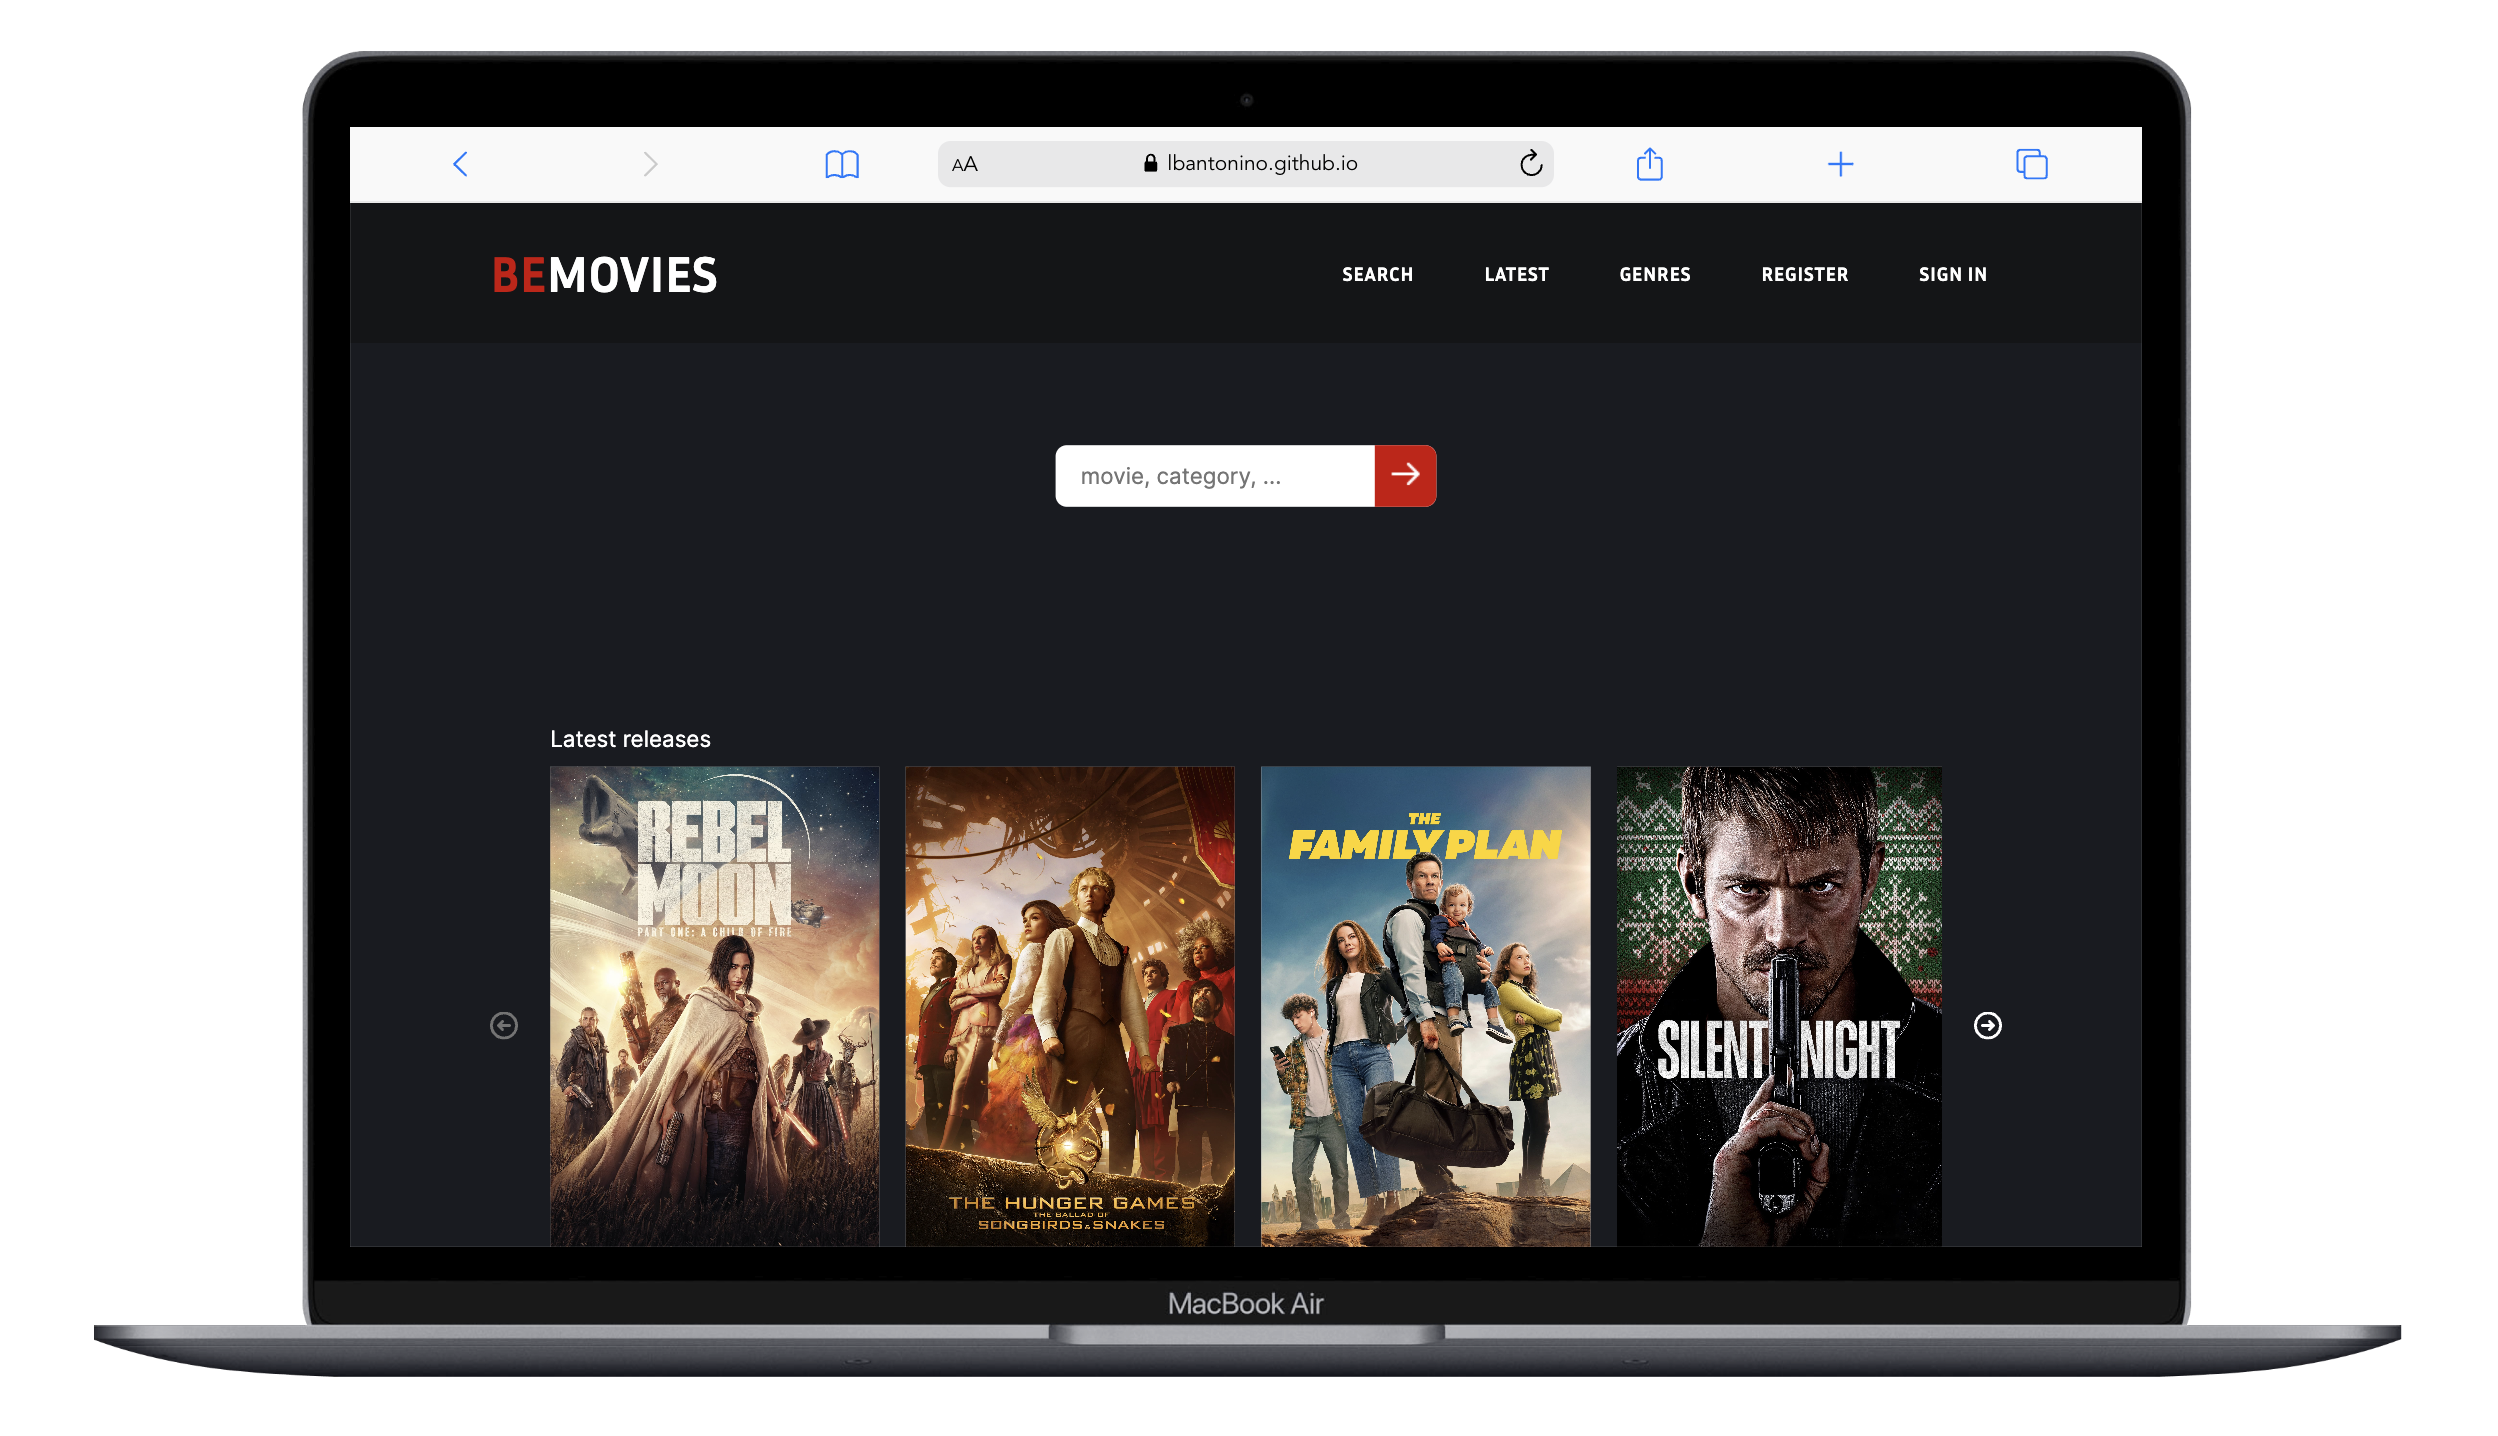 AA lbantonino.github.io
BEMOVIES SEARCH LATEST GENRES REGISTER SIGN IN
movie, category, ...
Latest releases
REBEL
MOON
PART ONE: A CHILD OF FIRE
THE HUNGER GAMES
THE BALLAD OF
SONGBIRDS & SNAKES
THE
FAMILY PLAN
SILENT NIGHT
MacBook Air